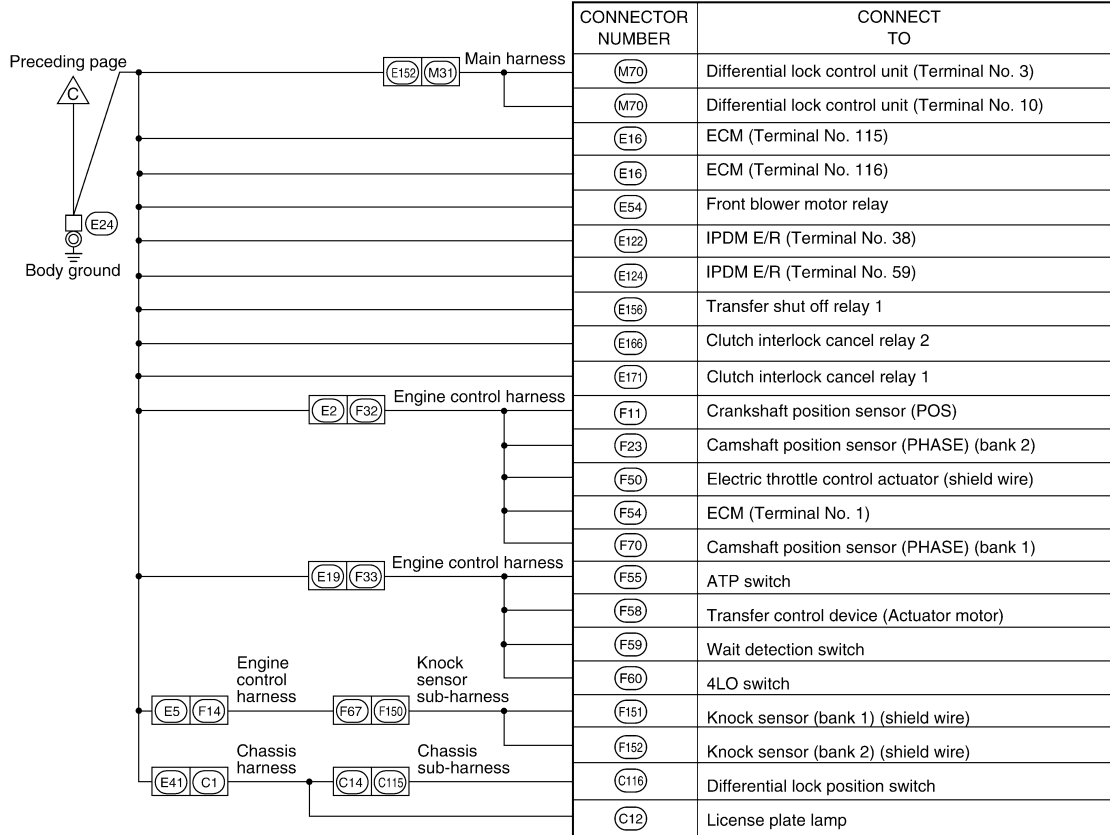 CONNECTOR NUMBER
CONNECT TO
Preceding page
C
E24
Body ground
E152 M31 Main harness
M70 Differential lock control unit (Terminal No. 3)
M70 Differential lock control unit (Terminal No. 10)
E16 ECM (Terminal No. 115)
E16 ECM (Terminal No. 116)
E54 Front blower motor relay
E122 IPDM E/R (Terminal No. 38)
E124 IPDM E/R (Terminal No. 59)
E156 Transfer shut off relay 1
E166 Clutch interlock cancel relay 2
E171 Clutch interlock cancel relay 1
E2 F32 Engine control harness
F11 Crankshaft position sensor (POS)
F23 Camshaft position sensor (PHASE) (bank 2)
F50 Electric throttle control actuator (shield wire)
F54 ECM (Terminal No. 1)
F70 Camshaft position sensor (PHASE) (bank 1)
E19 F33 Engine control harness
F55 ATP switch
F58 Transfer control device (Actuator motor)
F59 Wait detection switch
F60 4LO switch
E5 F14
Engine
control
harness
F67 F150
Knock
sensor
sub-harness
F151 Knock sensor (bank 1) (shield wire)
F152 Knock sensor (bank 2) (shield wire)
E41 C1
Chassis
harness
C14 C115
Chassis
sub-harness
C116 Differential lock position switch
C12 License plate lamp